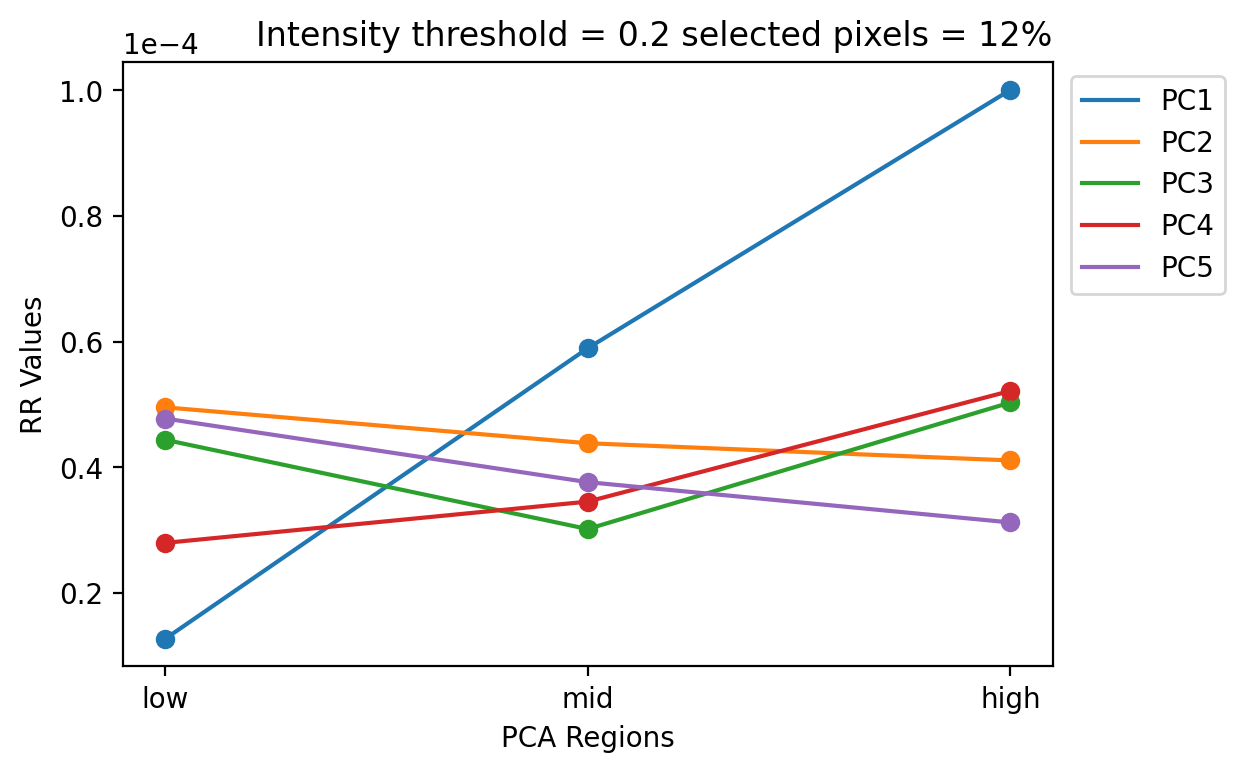 Intensity threshold = 0.2 selected pixels = 12%
1e−4
1.0
0.8
0.6
0.4
0.2
RR Values
low
mid
high
PCA Regions
PC1
PC2
PC3
PC4
PC5